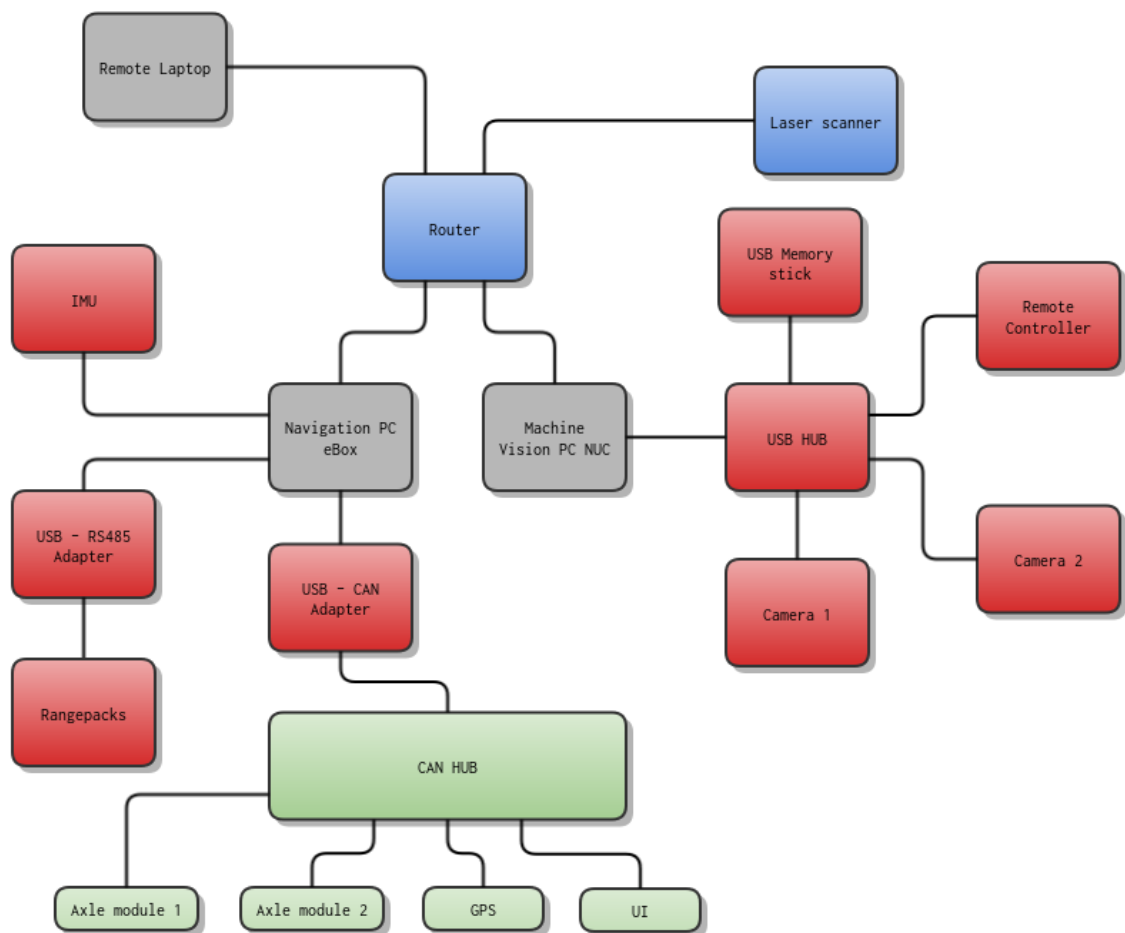 Remote Laptop
Laser scanner
Router
USB Memory
stick
IMU
Remote
Controller
Navigation PC
eBox
Machine
Vision PC NUC
USB HUB
USB - RS485
Adapter
USB - CAN
Adapter
Camera 2
Camera 1
Rangepacks
CAN HUB
Axle module 1
Axle module 2
GPS
UI